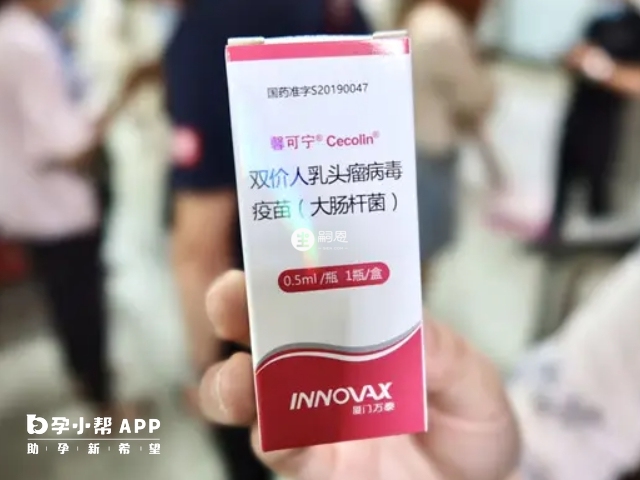 国药准字S20190047
馨可宁® Cecolin®
双价人乳头瘤病毒
疫苗（大肠杆菌）
嗣恩
0.5ml/瓶 1瓶/盒
INNOVAX
厦门万泰
孕小帮 APP
助孕新希望